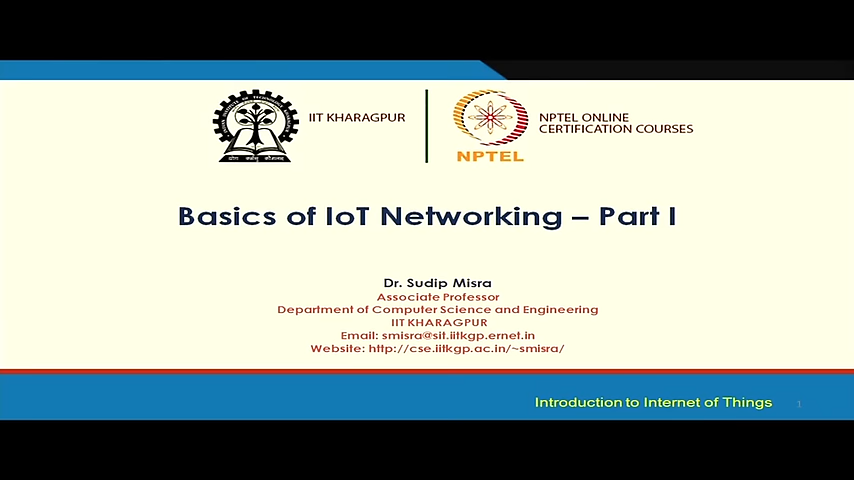 IIT KHARAGPUR
NPTEL ONLINE
CERTIFICATION COURSES
NPTEL
Basics of IoT Networking – Part I
Dr. Sudip Misra
Associate Professor
Department of Computer Science and Engineering
IIT KHARAGPUR
Email: smisra@sit.iitkgp.ernet.in
Website: http://cse.iitkgp.ac.in/~smisra/
Introduction to Internet of Things
1